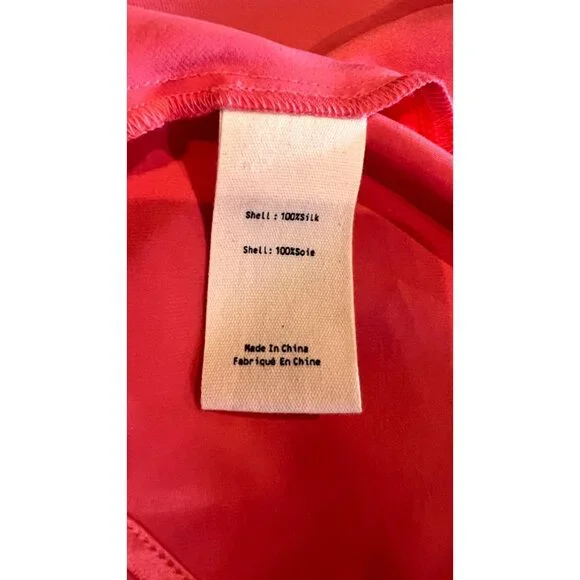 Shell : 100%Silk
Shell: 100%Soie
Made In China
Fabriqué En Chine